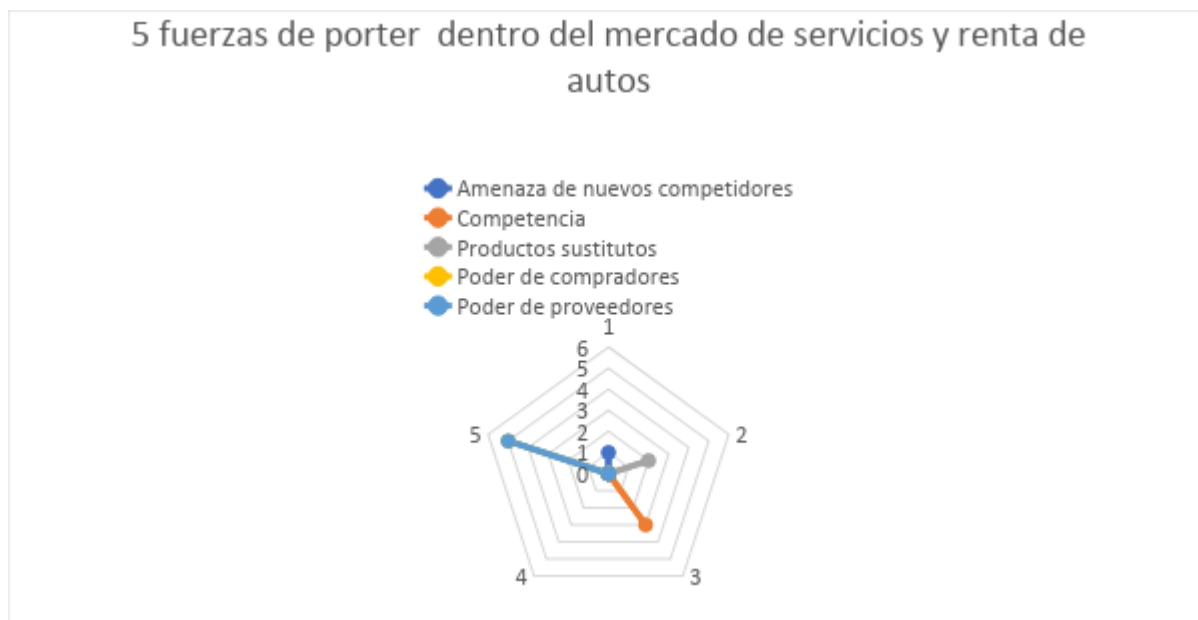 5 fuerzas de porter  dentro del mercado de servicios y renta de
autos
Amenaza de nuevos competidores
Competencia
Productos sustitutos
Poder de compradores
Poder de proveedores
1
6
5
4
3
2
1
0
5
2
4
3